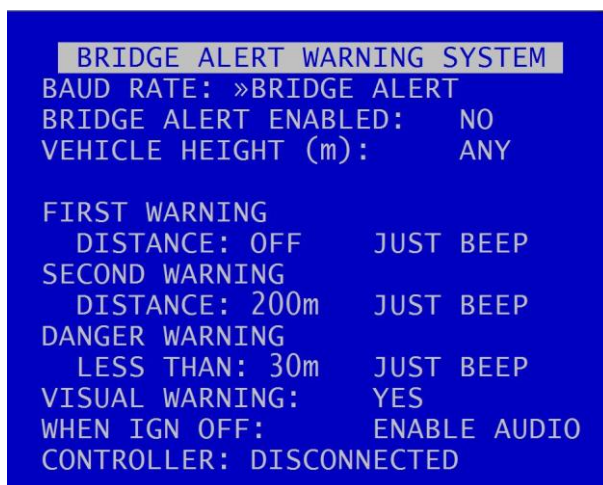 BRIDGE ALERT WARNING SYSTEM
BAUD RATE: »BRIDGE ALERT
BRIDGE ALERT ENABLED: NO
VEHICLE HEIGHT (m): ANY
FIRST WARNING
DISTANCE: OFF JUST BEEP
SECOND WARNING
DISTANCE: 200m JUST BEEP
DANGER WARNING
LESS THAN: 30m JUST BEEP
VISUAL WARNING: YES
WHEN IGN OFF: ENABLE AUDIO
CONTROLLER: DISCONNECTED